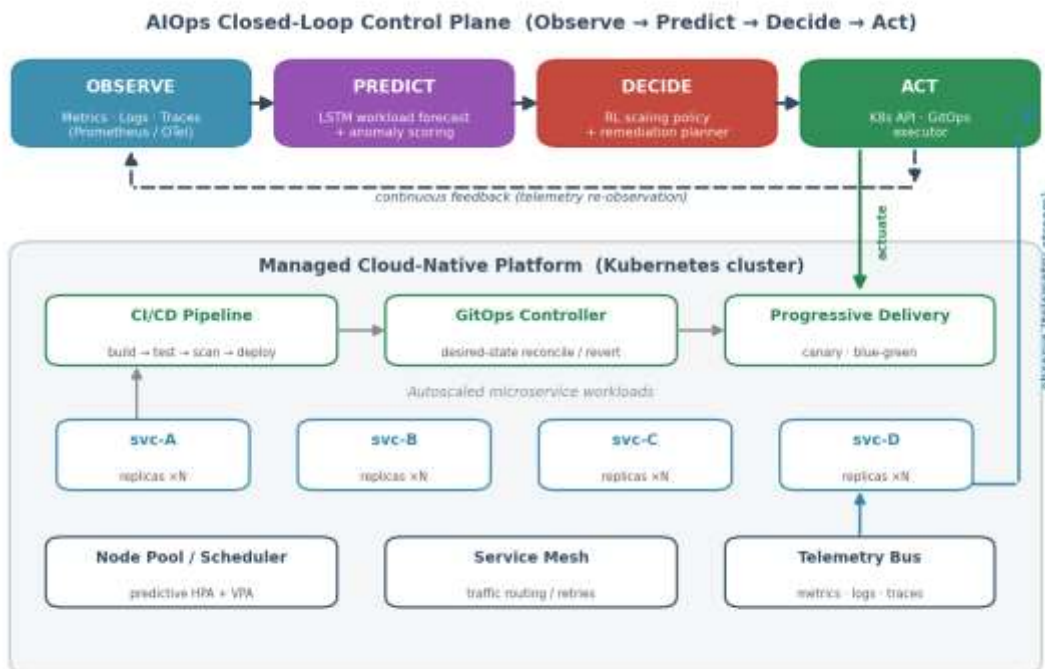 AIOps Closed-Loop Control Plane (Observe → Predict → Decide → Act)
OBSERVE
Metrics · Logs · Traces
(Prometheus / OTel)
PREDICT
LSTM workload forecast
+ anomaly scoring
DECIDE
RL scaling policy
+ remediation planner
ACT
K8s API · GitOps
executor
continuous feedback (telemetry re-observation)
actuate
Managed Cloud-Native Platform (Kubernetes cluster)
CI/CD Pipeline
build → test → scan → deploy
GitOps Controller
desired-state reconcile / revert
Progressive Delivery
canary · blue-green
Autoscaled microservice workloads
svc-A
replicas ×N
svc-B
replicas ×N
svc-C
replicas ×N
svc-D
replicas ×N
Node Pool / Scheduler
predictive HPA + VPA
Service Mesh
traffic routing / retries
Telemetry Bus
metrics · logs · traces